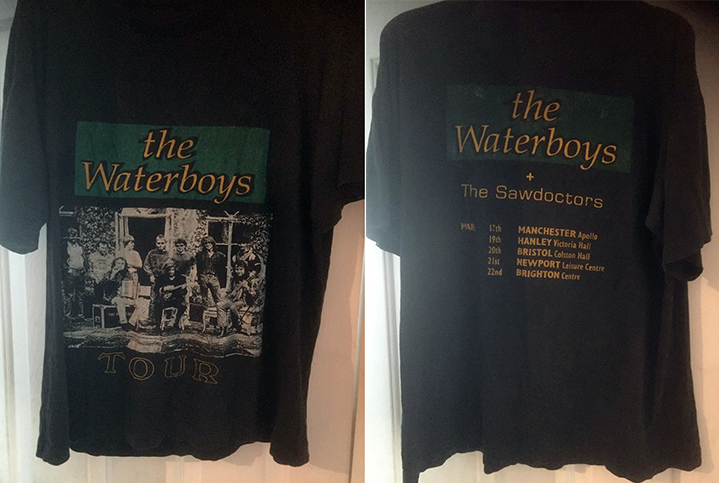 the
Waterboys
TOUR
the
Waterboys
+
The Sawdoctors
MAR: 17th MANCHESTER Apollo
19th HANLEY Victoria Hall
20th BRISTOL Colston Hall
21st NEWPORT Leisure Centre
22nd BRIGHTON Centre